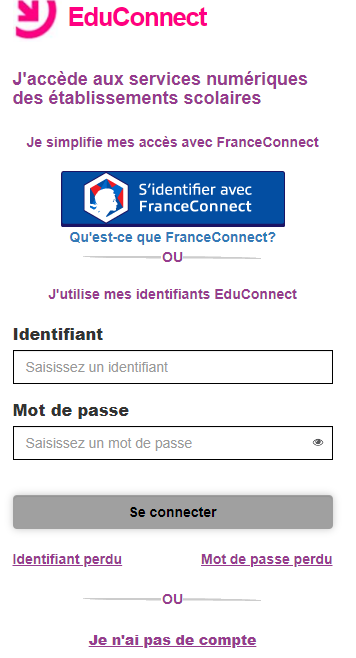 EduConnect
J'accède aux services numériques
des établissements scolaires
Je simplifie mes accès avec FranceConnect
S'identifier avec
FranceConnect
Qu'est-ce que FranceConnect?
OU
J'utilise mes identifiants EduConnect
Identifiant
Saisissez un identifiant
Mot de passe
Saisissez un mot de passe
Se connecter
Identifiant perdu Mot de passe perdu
OU
Je n'ai pas de compte